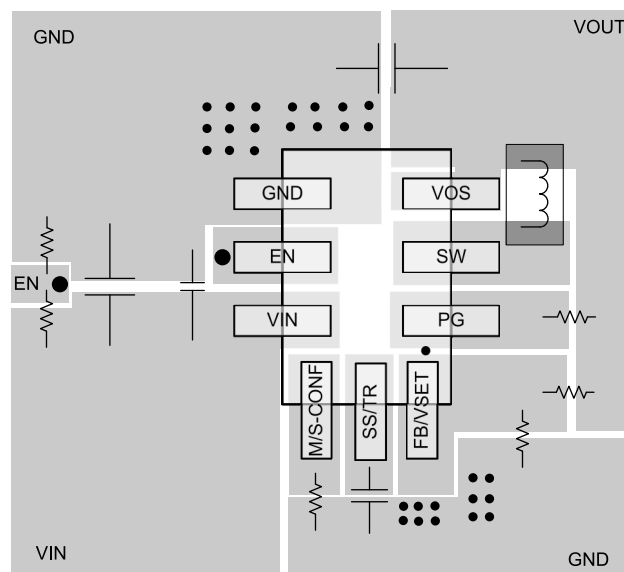 GND
VOUT
GND
VOS
EN
SW
EN
VIN
PG
M/S-CONF
SS/TR
FB/VSET
VIN
GND